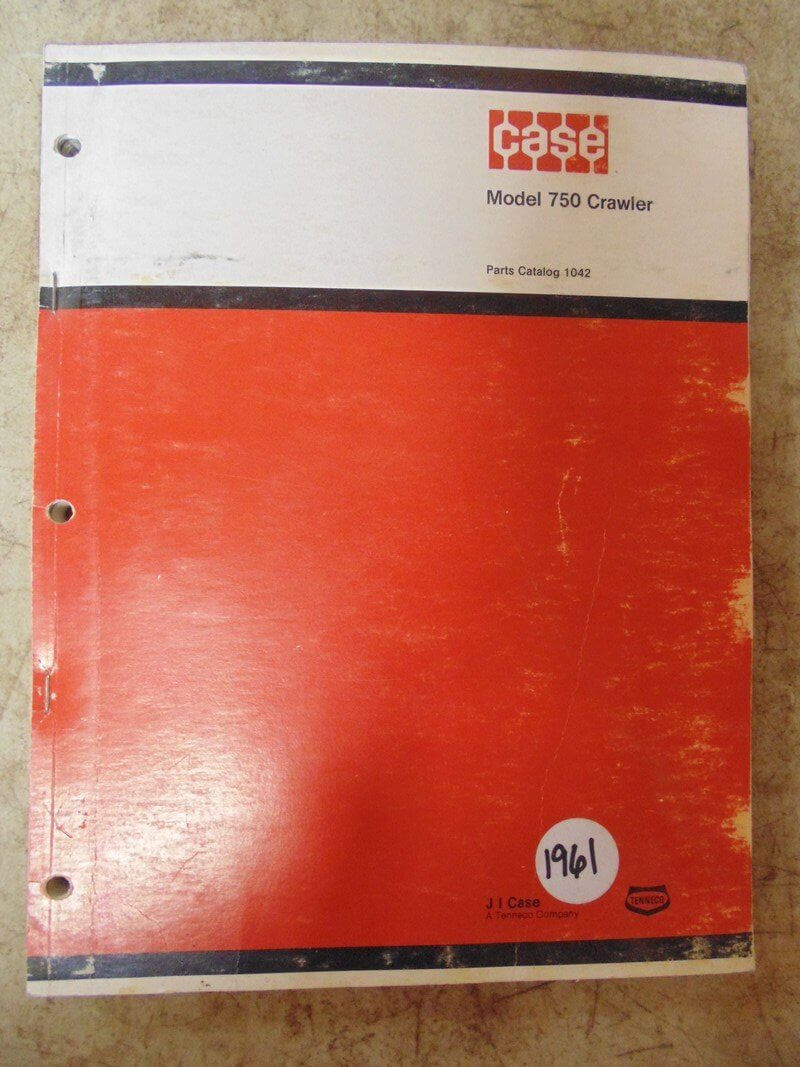 case
Model 750 Crawler
Parts Catalog 1042
1961
J I Case
A Tenneco Company
TENNECO